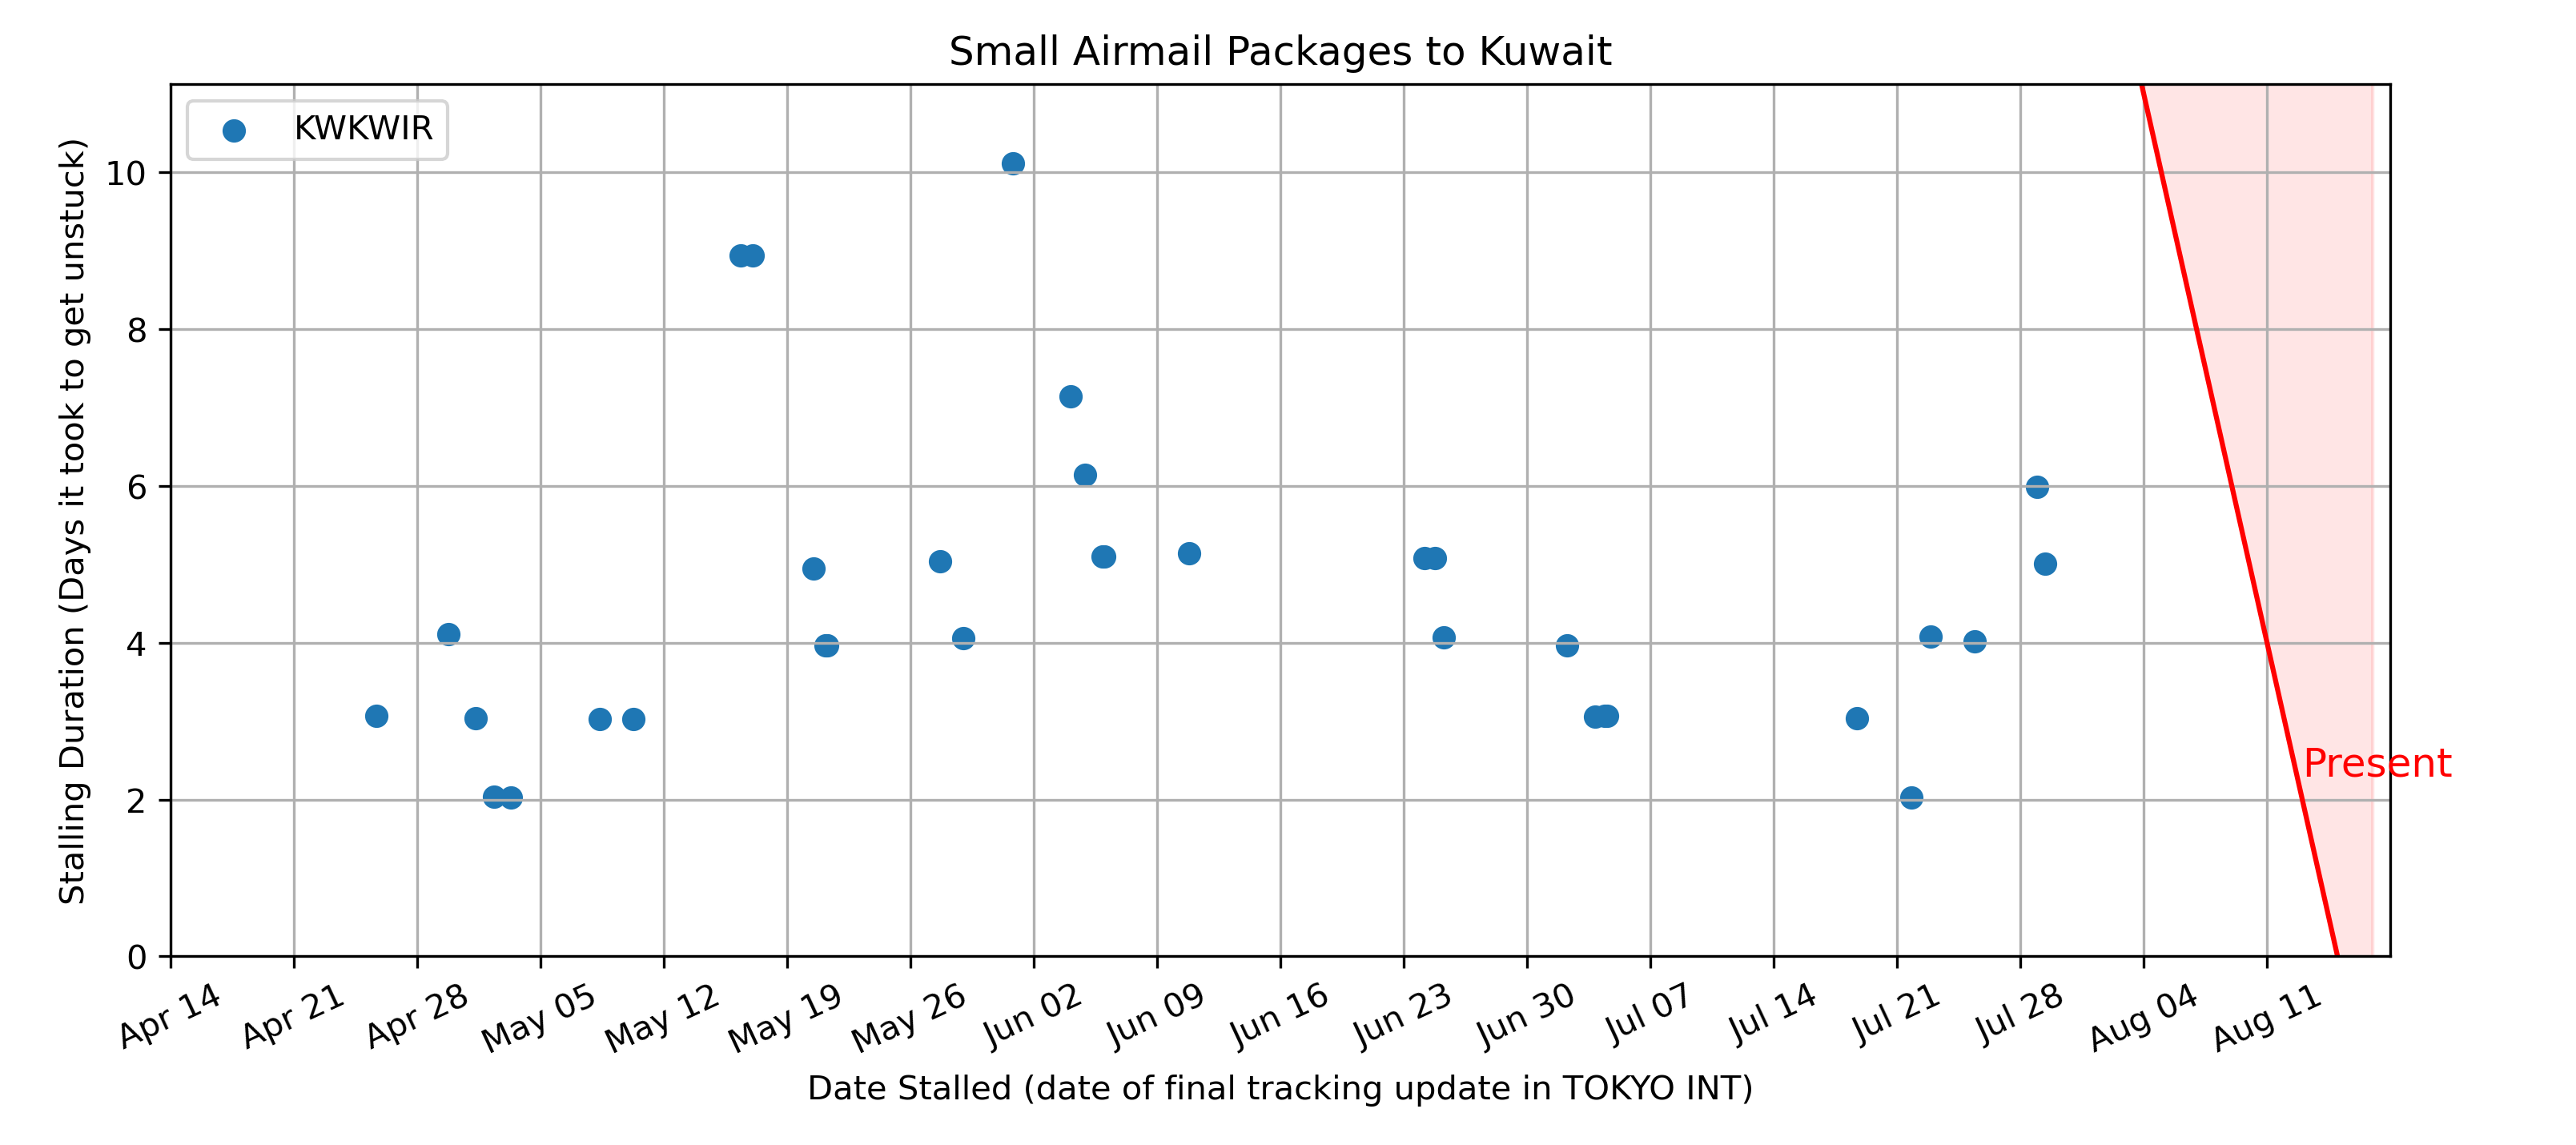 Small Airmail Packages to Kuwait
KWKWIR
Stalling Duration (Days it took to get unstuck)
10
8
6
4
2
0
Present
Apr 14
Apr 21
Apr 28
May 05
May 12
May 19
May 26
Jun 02
Jun 09
Jun 16
Jun 23
Jun 30
Jul 07
Jul 14
Jul 21
Jul 28
Aug 04
Aug 11
Date Stalled (date of final tracking update in TOKYO INT)